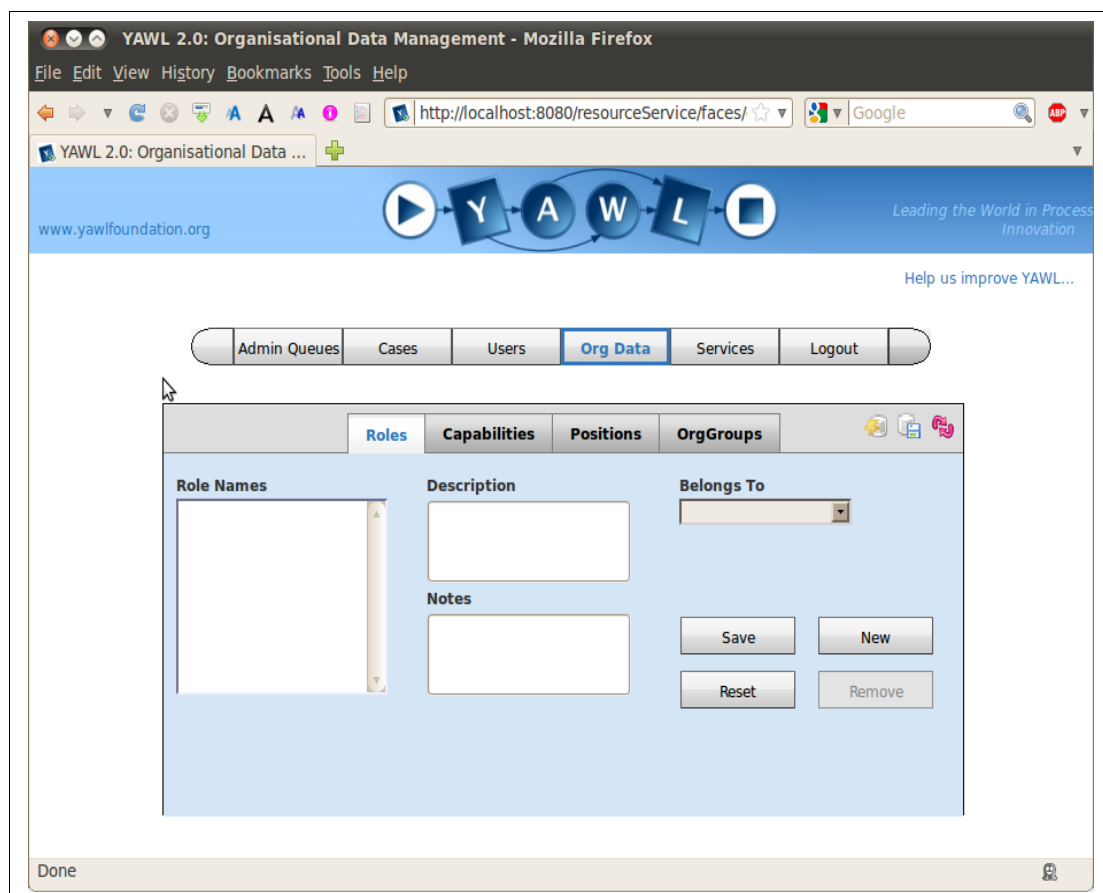 YAWL 2.0: Organisational Data Management - Mozilla Firefox
File Edit View History Bookmarks Tools Help
A A AA http://localhost:8080/resourceService/faces/ Google ABP
YAWL 2.0: Organisational Data ...
Y A W L
www.yawlfoundation.org
Leading the World in Process
Innovation
Help us improve YAWL...
Admin Queues Cases Users Org Data Services Logout
Roles Capabilities Positions OrgGroups
Role Names Description Belongs To
Notes
Save New
Reset Remove
Done